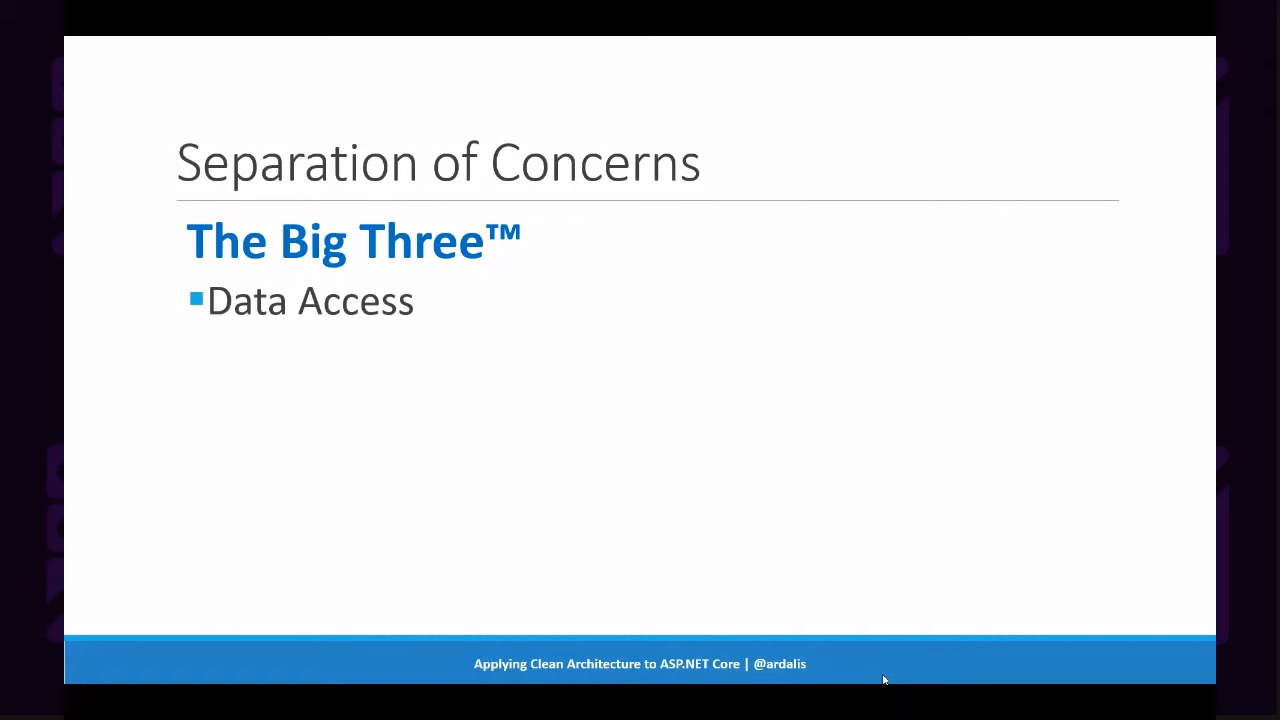 Separation of Concerns
The Big Three™
Data Access
Applying Clean Architecture to ASP.NET Core | @ardalis